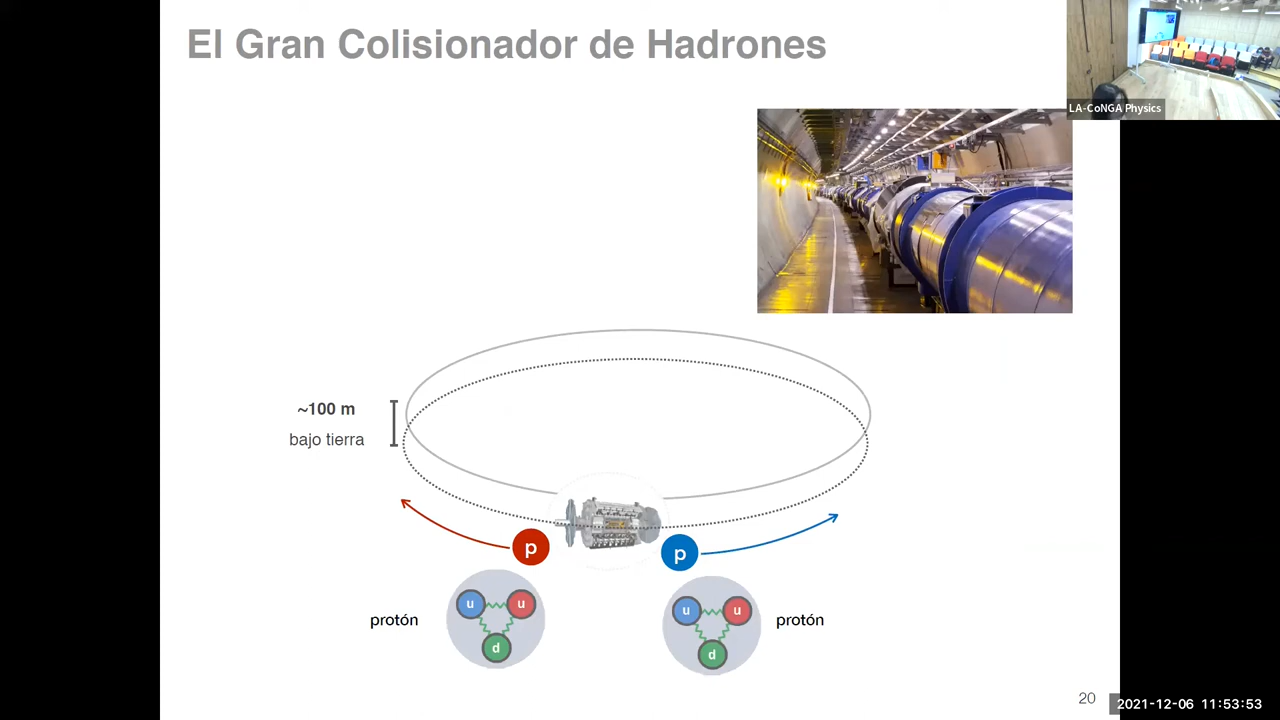 El Gran Colisionador de Hadrones
LA-CoNGA Physics
~100 m
bajo tierra
p
p
u
u
d
protón
u
u
d
protón
20
2021-12-06 11:53:53